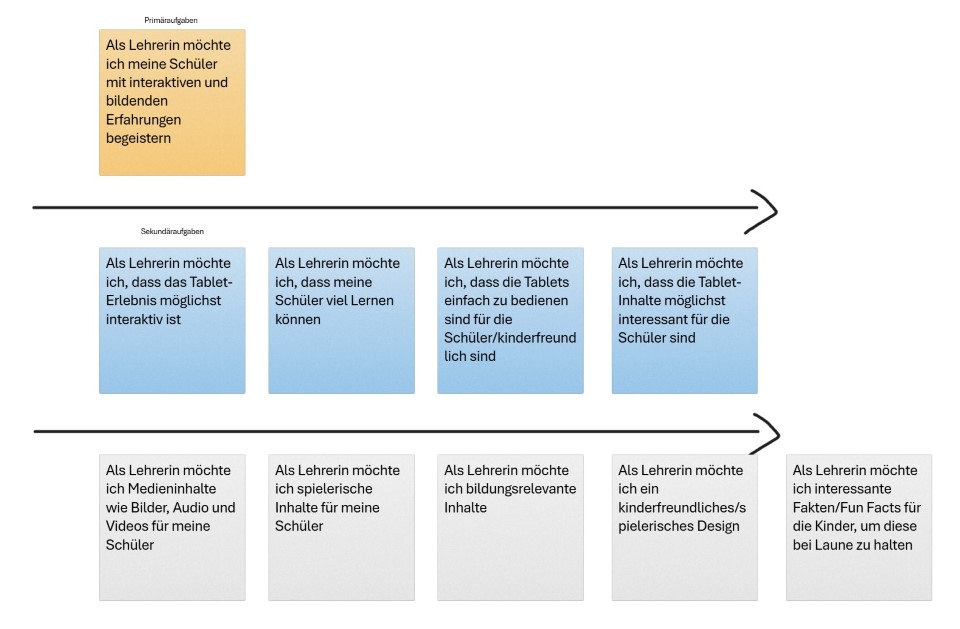 Primäraufgaben
Als Lehrerin möchte
ich meine Schüler
mit interaktiven und
bildenden
Erfahrungen
begeistern
Sekundäraufgaben
Als Lehrerin möchte
ich, dass das Tablet-
Erlebnis möglichst
interaktiv ist
Als Lehrerin möchte
ich, dass meine
Schüler viel Lernen
können
Als Lehrerin möchte
ich, dass die Tablets
einfach zu bedienen
sind für die
Schüler/kinderfreund
lich sind
Als Lehrerin möchte
ich, dass die Tablet-
Inhalte möglichst
interessant für die
Schüler sind
Als Lehrerin möchte
ich Medieninhalte
wie Bilder, Audio und
Videos für meine
Schüler
Als Lehrerin möchte
ich spielerische
Inhalte für meine
Schüler
Als Lehrerin möchte
ich bildungsrelevante
Inhalte
Als Lehrerin möchte
ich ein
kinderfreundliches/s
pielerisches Design
Als Lehrerin möchte
ich interessante
Fakten/Fun Facts für
die Kinder, um diese
bei Laune zu halten